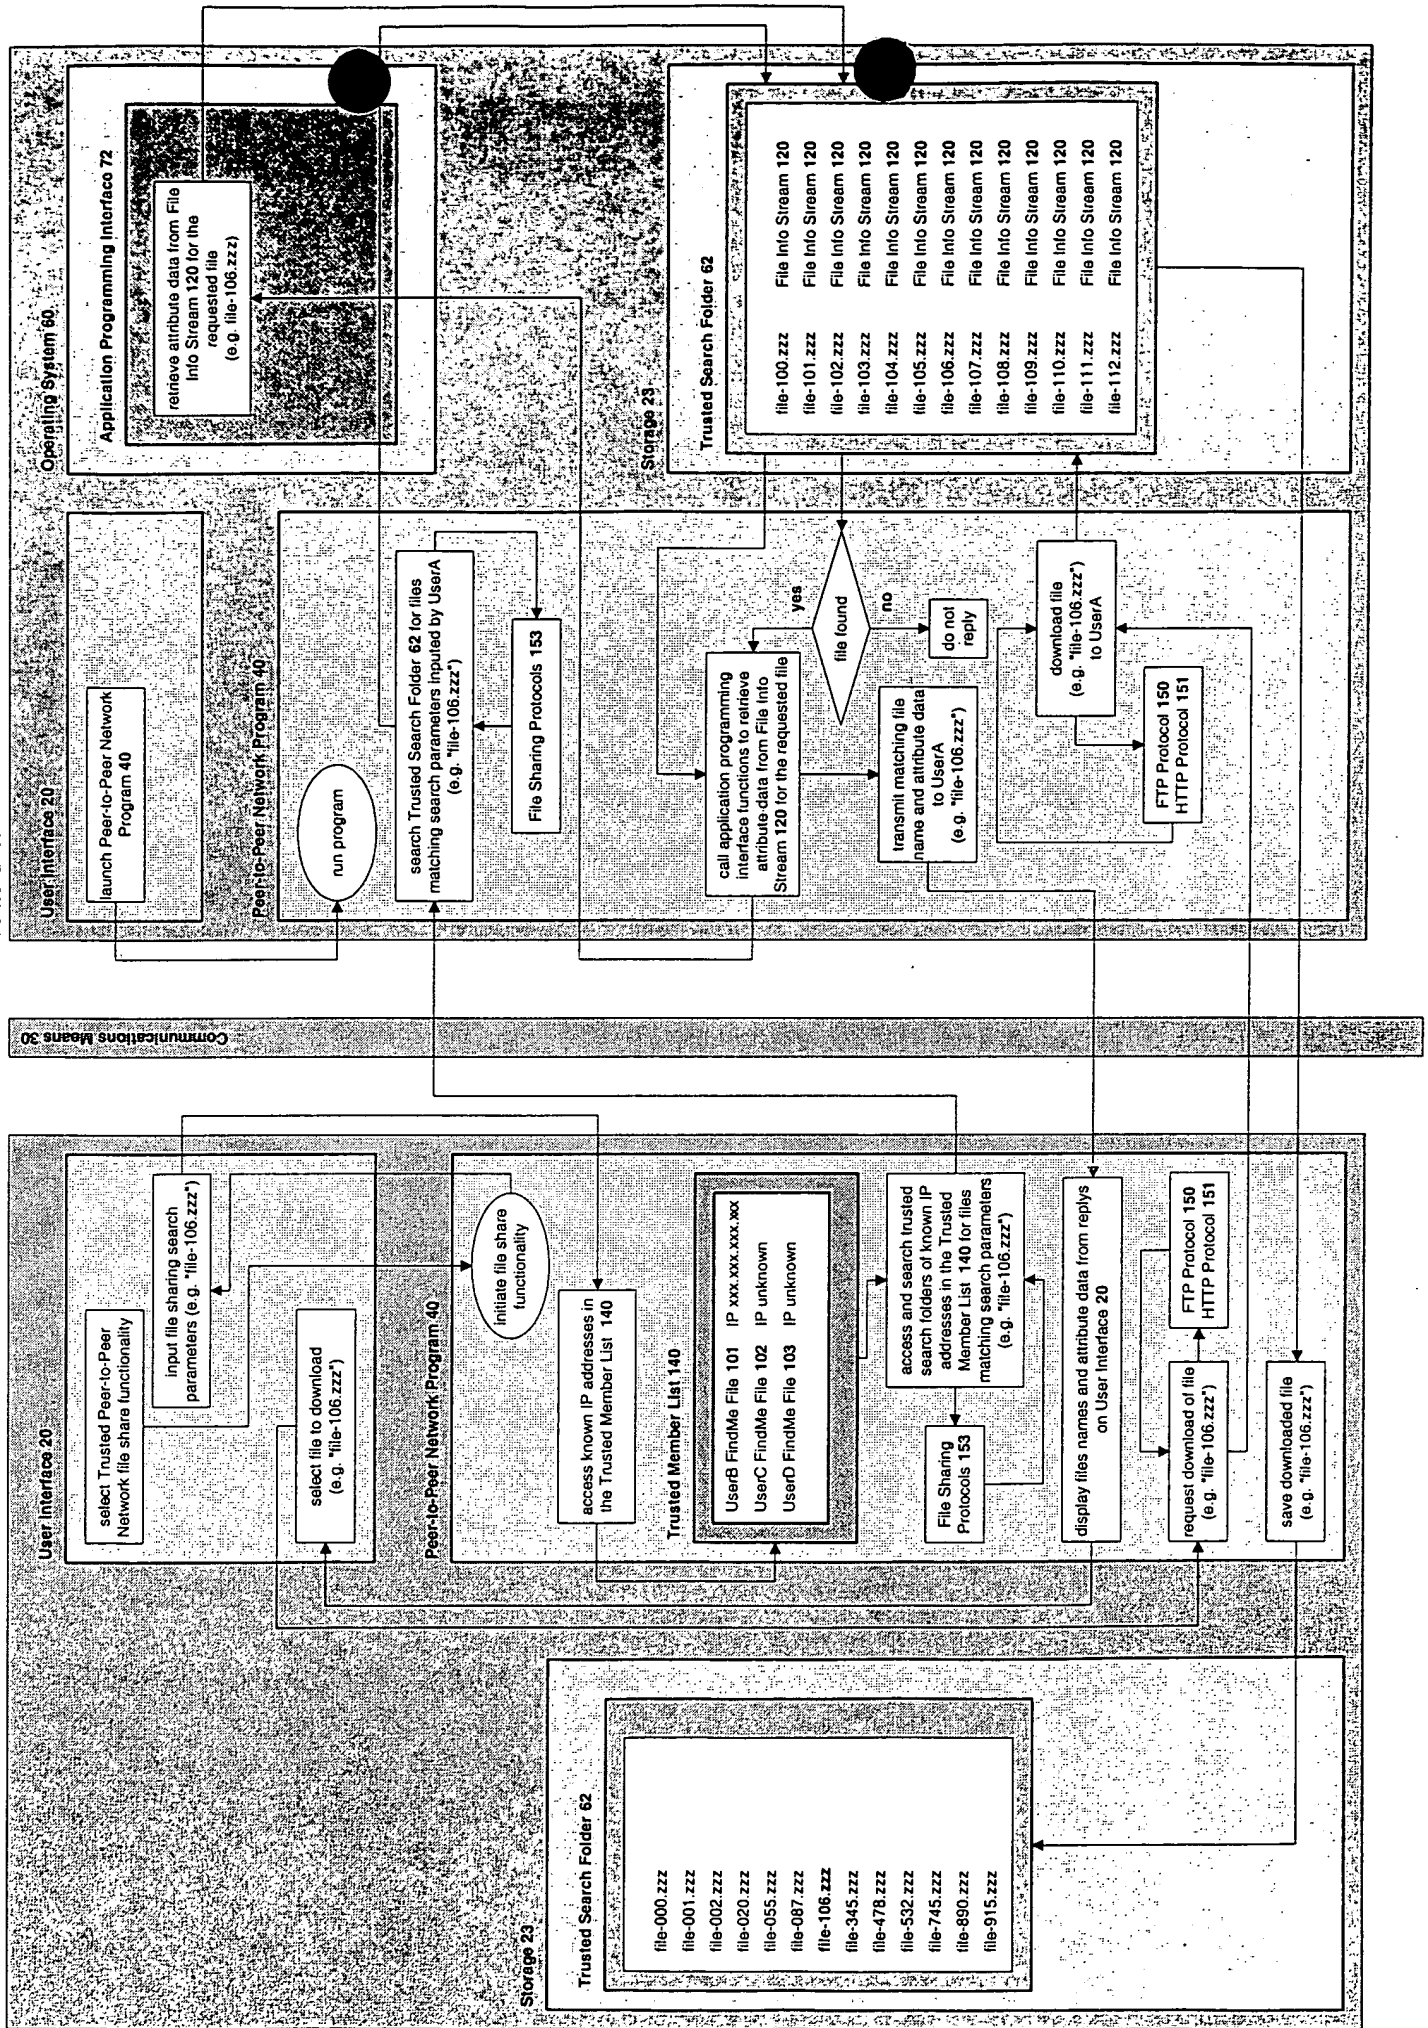 User Interface 20
select Trusted Peer-to-Peer
Network file share functionality
input file sharing search
parameters (e.g. "file-106.zzz")
select file to download
(e.g. "file-106.zzz")
Peer-to-Peer Network Program 40
initiate file share
functionality
access known IP addresses in
the Trusted Member List 140
Trusted Member List 140
UserB FindMe File 101 IP xxx.xxx.xxx.xxx
UserC FindMe File 102 IP unknown
UserD FindMe File 103 IP unknown
access and search trusted
search folders of known IP
addresses in the Trusted
Member List 140 for files
matching search parameters
(e.g. "file-106.zzz")
File Sharing
Protocols 153
display files names and attribute data from replys
on User Interface 20
request download of file
(e.g. "file-106.zzz")
FTP Protocol 150
HTTP Protocol 151
save downloaded file
(e.g. "file-106.zzz")
Storage 23
Trusted Search Folder 62
file-000.zzz
file-001.zzz
file-002.zzz
file-020.zzz
file-055.zzz
file-087.zzz
file-106.zzz
file-345.zzz
file-478.zzz
file-532.zzz
file-745.zzz
file-890.zzz
file-915.zzz
Communications Means 30
User Interface 20
launch Peer-to-Peer Network
Program 40
Peer-to-Peer Network Program 40
run program
search Trusted Search Folder 62 for files
matching search parameters inputed by UserA
(e.g. "file-106.zzz")
File Sharing Protocols 153
call application programming
interface functions to retrieve
attribute data from File Into
Stream 120 for the requested file
yes
file found
no
do not
reply
transmit matching file
name and attribute data
to UserA
(e.g. "file-106.zzz")
download file
(e.g. "file-106.zzz")
to UserA
FTP Protocol 150
HTTP Protocol 151
Operating System 60
Application Programming Interface 72
retrieve attribute data from File
Into Stream 120 for the
requested file
(e.g. file-106.zzz)
Storage 23
Trusted Search Folder 62
file-100.zzz File Into Stream 120
file-101.zzz File Into Stream 120
file-102.zzz File Into Stream 120
file-103.zzz File Into Stream 120
file-104.zzz File Into Stream 120
file-105.zzz File Into Stream 120
file-106.zzz File Into Stream 120
file-107.zzz File Into Stream 120
file-108.zzz File Into Stream 120
file-109.zzz File Into Stream 120
file-110.zzz File Into Stream 120
file-111.zzz File Into Stream 120
file-112.zzz File Into Stream 120